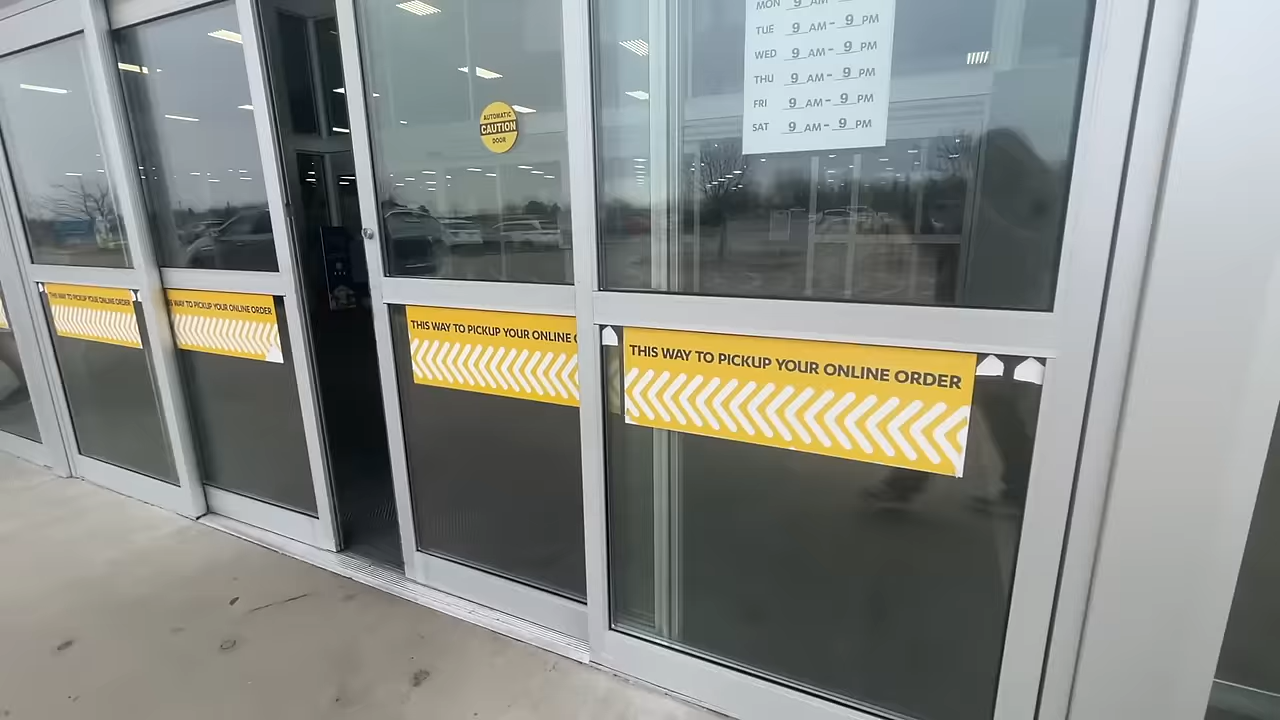 MON 9 AM
TUE 9 AM- 9 PM
WED 9 AM- 9 PM
THU 9 AM- 9 PM
FRI 9 AM- 9 PM
SAT 9 AM- 9 PM
AUTOMATIC
CAUTION
DOOR
THIS WAY TO PICKUP YOUR ONLINE ORDER
THIS WAY TO PICKUP YOUR ONLINE ORDER
THIS WAY TO PICKUP YOUR ONLINE
THIS WAY TO PICKUP YOUR ONLINE ORDER